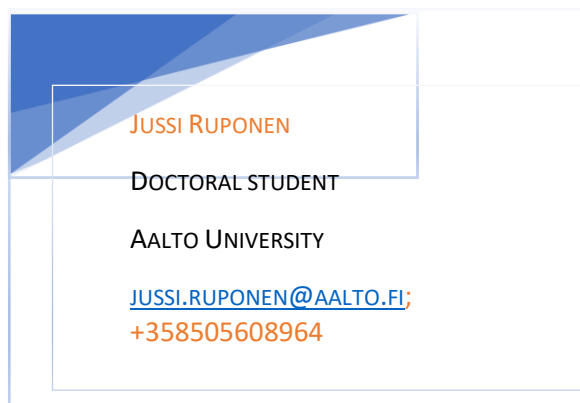 Jussi Ruponen
Doctoral student
Aalto University
jussi.ruponen@aalto.fi;
+358505608964